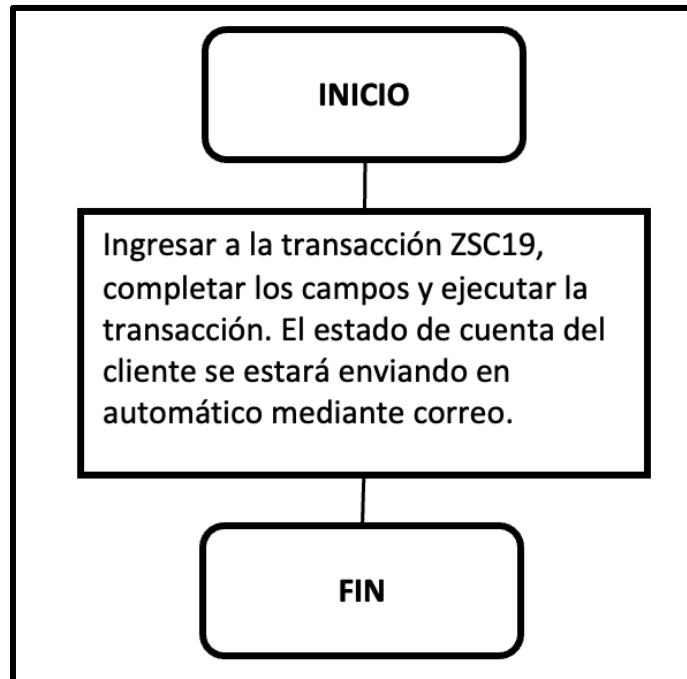 INICIO
Ingresar a la transacción ZSC19,
completar los campos y ejecutar la
transacción. El estado de cuenta del
cliente se estará enviando en
automático mediante correo.
FIN